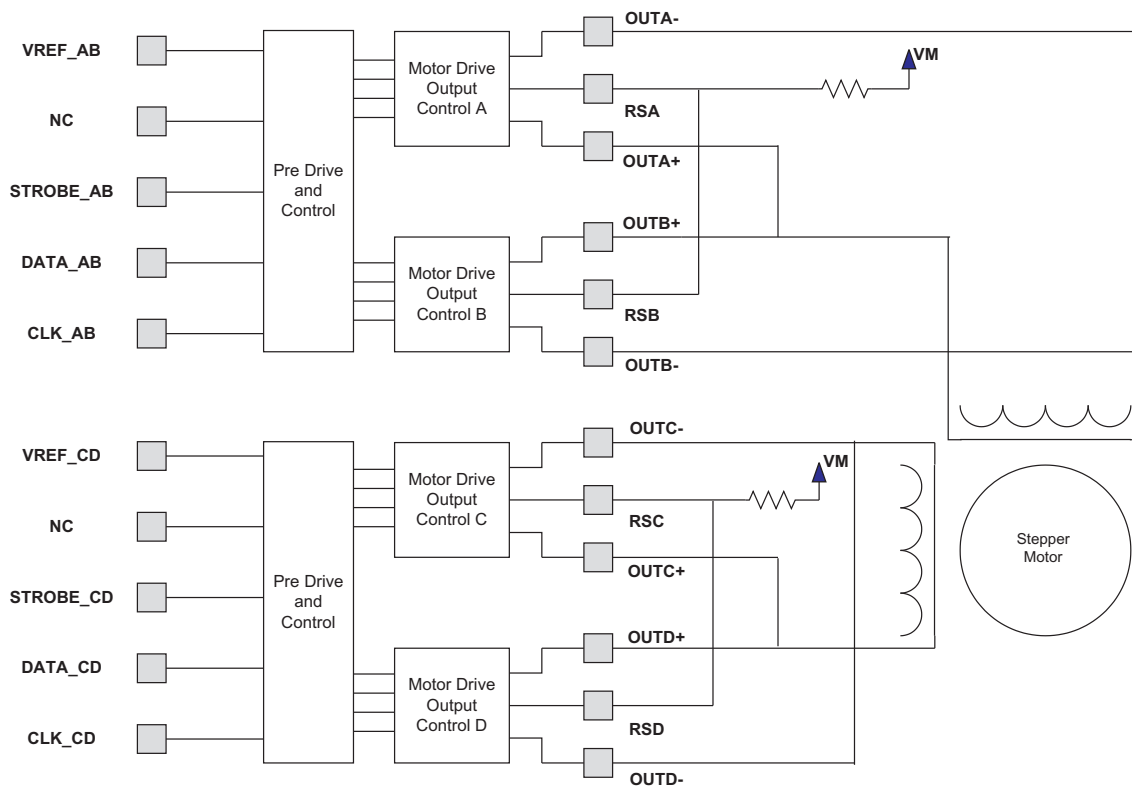 VREF_AB
NC
STROBE_AB
DATA_AB
CLK_AB
Pre Drive
and
Control
Motor Drive
Output
Control A
Motor Drive
Output
Control B
OUTA-
RSA
OUTA+
OUTB+
RSB
OUTB-
VM
VREF_CD
NC
STROBE_CD
DATA_CD
CLK_CD
Pre Drive
and
Control
Motor Drive
Output
Control C
Motor Drive
Output
Control D
OUTC-
RSC
OUTC+
OUTD+
RSD
OUTD-
VM
Stepper
Motor